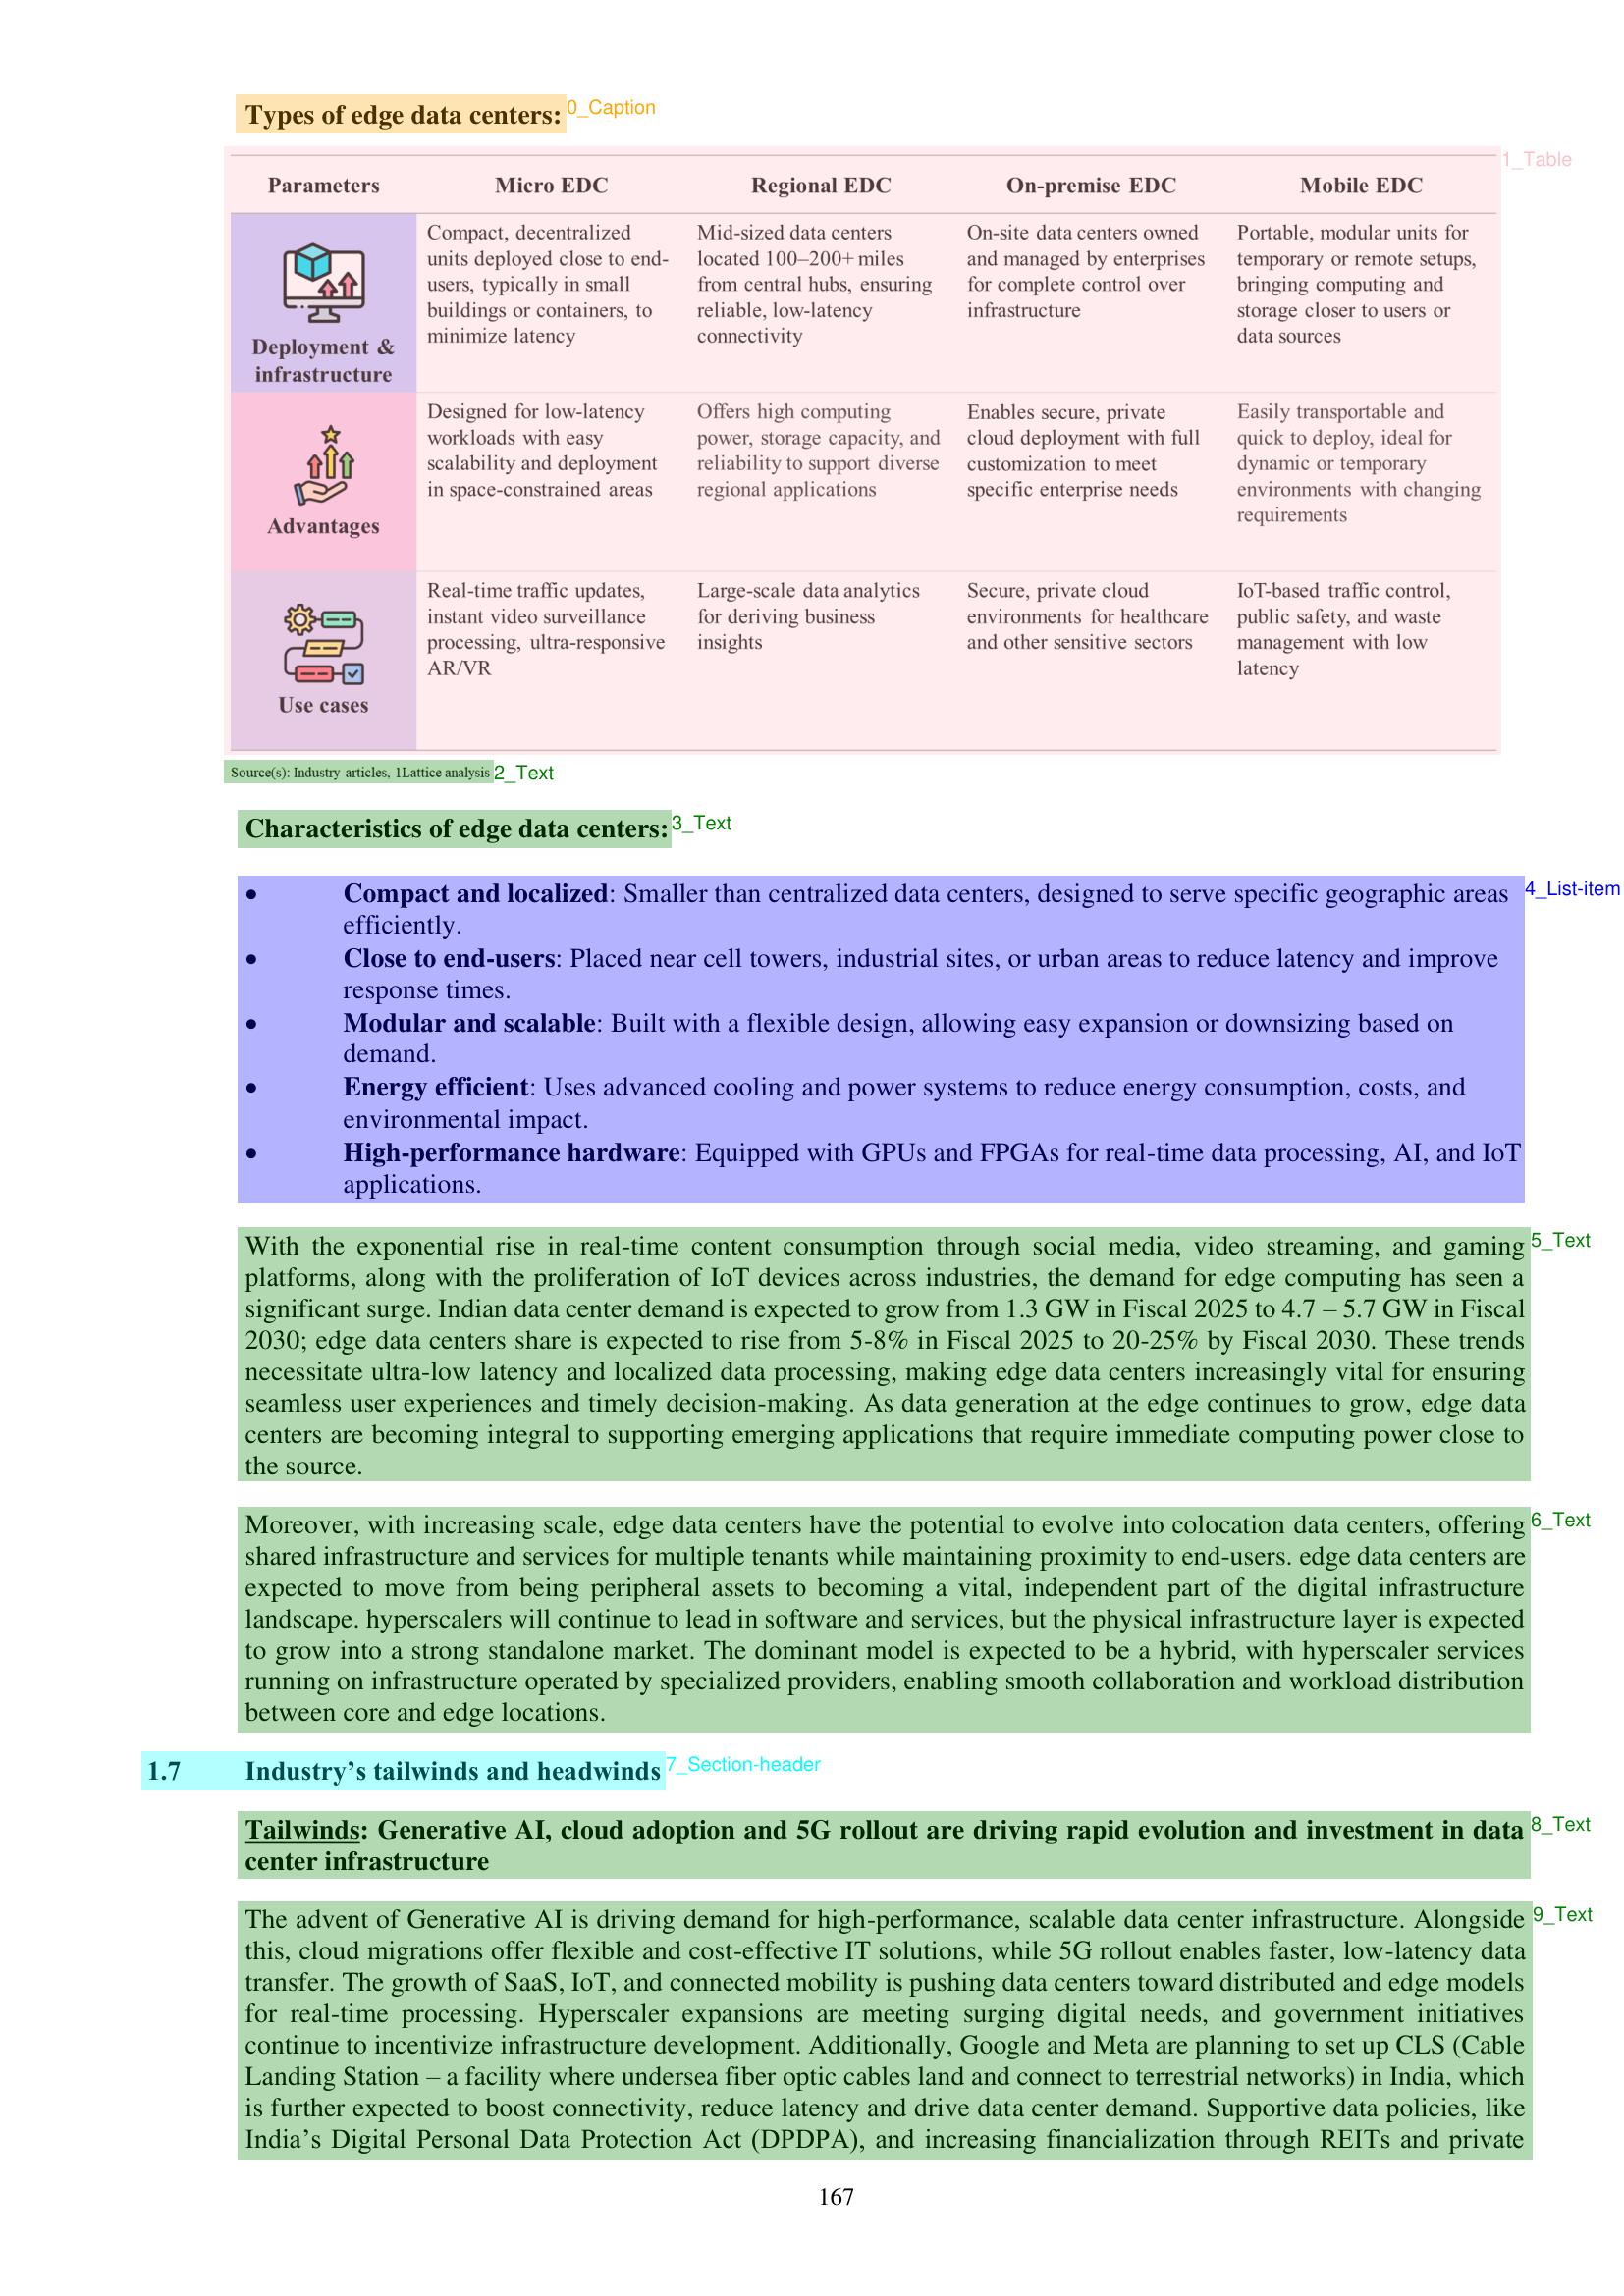 Types of edge data centers:
0_Caption
1_Table
Parameters
Micro EDC
Regional EDC
On-premise EDC
Mobile EDC
Deployment &
infrastructure
Compact, decentralized
units deployed close to end-
users, typically in small
buildings or containers, to
minimize latency
Mid-sized data centers
located 100–200+ miles
from central hubs, ensuring
reliable, low-latency
connectivity
On-site data centers owned
and managed by enterprises
for complete control over
infrastructure
Portable, modular units for
temporary or remote setups,
bringing computing and
storage closer to users or
data sources
Advantages
Designed for low-latency
workloads with easy
scalability and deployment
in space-constrained areas
Offers high computing
power, storage capacity, and
reliability to support diverse
regional applications
Enables secure, private
cloud deployment with full
customization to meet
specific enterprise needs
Easily transportable and
quick to deploy, ideal for
dynamic or temporary
environments with changing
requirements
Use cases
Real-time traffic updates,
instant video surveillance
processing, ultra-responsive
AR/VR
Large-scale data analytics
for deriving business
insights
Secure, private cloud
environments for healthcare
and other sensitive sectors
IoT-based traffic control,
public safety, and waste
management with low
latency
Source(s): Industry articles, 1Lattice analysis
2_Text
Characteristics of edge data centers:
3_Text
• Compact and localized: Smaller than centralized data centers, designed to serve specific geographic areas
4_List-item
efficiently.
• Close to end-users: Placed near cell towers, industrial sites, or urban areas to reduce latency and improve
response times.
• Modular and scalable: Built with a flexible design, allowing easy expansion or downsizing based on
demand.
• Energy efficient: Uses advanced cooling and power systems to reduce energy consumption, costs, and
environmental impact.
• High-performance hardware: Equipped with GPUs and FPGAs for real-time data processing, AI, and IoT
applications.
With the exponential rise in real-time content consumption through social media, video streaming, and gaming
5_Text
platforms, along with the proliferation of IoT devices across industries, the demand for edge computing has seen a
significant surge. Indian data center demand is expected to grow from 1.3 GW in Fiscal 2025 to 4.7 – 5.7 GW in Fiscal
2030; edge data centers share is expected to rise from 5-8% in Fiscal 2025 to 20-25% by Fiscal 2030. These trends
necessitate ultra-low latency and localized data processing, making edge data centers increasingly vital for ensuring
seamless user experiences and timely decision-making. As data generation at the edge continues to grow, edge data
centers are becoming integral to supporting emerging applications that require immediate computing power close to
the source.
Moreover, with increasing scale, edge data centers have the potential to evolve into colocation data centers, offering
6_Text
shared infrastructure and services for multiple tenants while maintaining proximity to end-users. edge data centers are
expected to move from being peripheral assets to becoming a vital, independent part of the digital infrastructure
landscape. hyperscalers will continue to lead in software and services, but the physical infrastructure layer is expected
to grow into a strong standalone market. The dominant model is expected to be a hybrid, with hyperscaler services
running on infrastructure operated by specialized providers, enabling smooth collaboration and workload distribution
between core and edge locations.
1.7 Industry’s tailwinds and headwinds
7_Section-header
Tailwinds: Generative AI, cloud adoption and 5G rollout are driving rapid evolution and investment in data
8_Text
center infrastructure
The advent of Generative AI is driving demand for high-performance, scalable data center infrastructure. Alongside
9_Text
this, cloud migrations offer flexible and cost-effective IT solutions, while 5G rollout enables faster, low-latency data
transfer. The growth of SaaS, IoT, and connected mobility is pushing data centers toward distributed and edge models
for real-time processing. Hyperscaler expansions are meeting surging digital needs, and government initiatives
continue to incentivize infrastructure development. Additionally, Google and Meta are planning to set up CLS (Cable
Landing Station – a facility where undersea fiber optic cables land and connect to terrestrial networks) in India, which
is further expected to boost connectivity, reduce latency and drive data center demand. Supportive data policies, like
India’s Digital Personal Data Protection Act (DPDPA), and increasing financialization through REITs and private
167